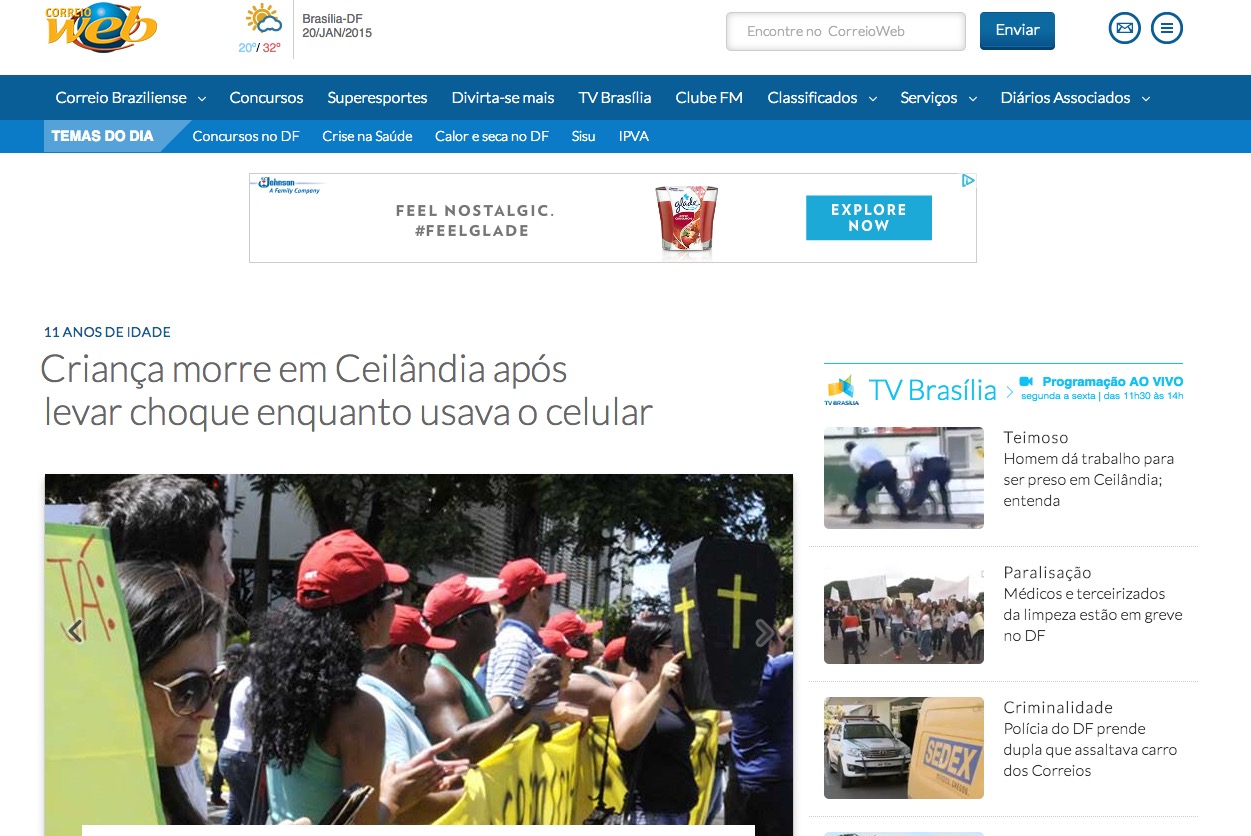 CORREIO
web
20º/ 32º
Brasília-DF
20/JAN/2015
Encontre no CorreioWeb
Enviar
Correio Braziliense
Concursos
Superesportes
Divirta-se mais
TV Brasília
Clube FM
Classificados
Serviços
Diários Associados
TEMAS DO DIA
Concursos no DF
Crise na Saúde
Calor e seca no DF
Sisu
IPVA
Johnson
A Family Company
FEEL NOSTALGIC.
#FEELGLADE
glade
EXPLORE
NOW
11 ANOS DE IDADE
Criança morre em Ceilândia após
levar choque enquanto usava o celular
TÁ:
TV BRASÍLIA
TV Brasília
Programação AO VIVO
segunda a sexta | das 11h30 às 14h
Teimoso
Homem dá trabalho para
ser preso em Ceilândia;
entenda
Paralisação
Médicos e terceirizados
da limpeza estão em greve
no DF
Criminalidade
Polícia do DF prende
dupla que assaltava carro
dos Correios
SEDEX